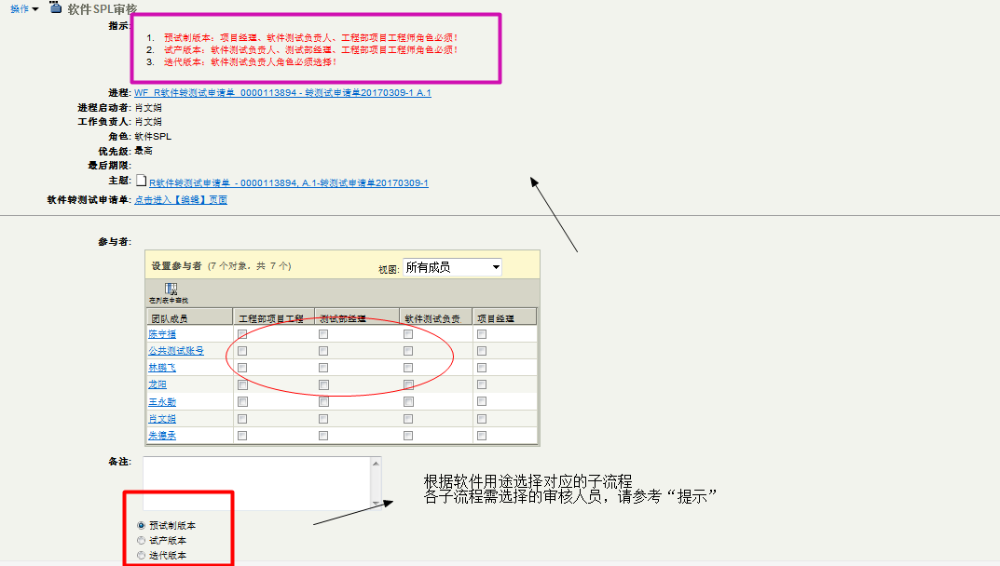 操作 软件SPL审核
指示:
1. 预试制版本：项目经理、软件测试负责人、工程部项目工程师角色必须！
2. 试产版本：软件测试负责人、测试部经理、工程部项目工程师角色必须！
3. 迭代版本：软件测试负责人角色必须选择！
进程: WF_R软件转测试申请单_0000113894 - 转测试申请单20170309-1 A.1
进程启动者: 肖文娟
工作负责人: 肖文娟
角色: 软件SPL
优先级: 最高
最后期限:
主题: R软件转测试申请单 - 0000113894, A.1-转测试申请单20170309-1
软件转测试申请单: 点击进入【编辑】页面
参与者:
设置参与者 (7 个对象, 共 7 个) 视图: 所有成员
在列表中查找
团队成员 工程部项目工程 测试部经理 软件测试负责 项目经理
陈守福
公共测试账号
林鹏飞
龙阳
王永勤
肖文娟
朱德承
备注:
根据软件用途选择对应的子流程
各子流程需选择的审核人员，请参考“提示”
预试制版本
试产版本
迭代版本